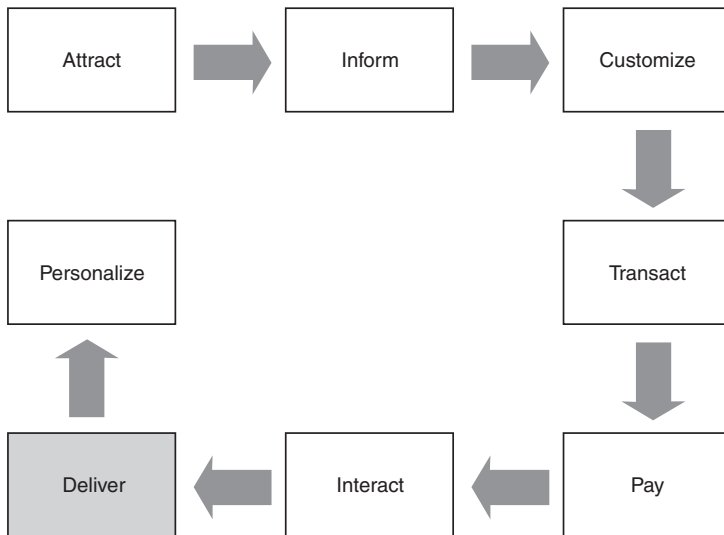 Attract
Inform
Customize
Transact
Pay
Interact
Deliver
Personalize